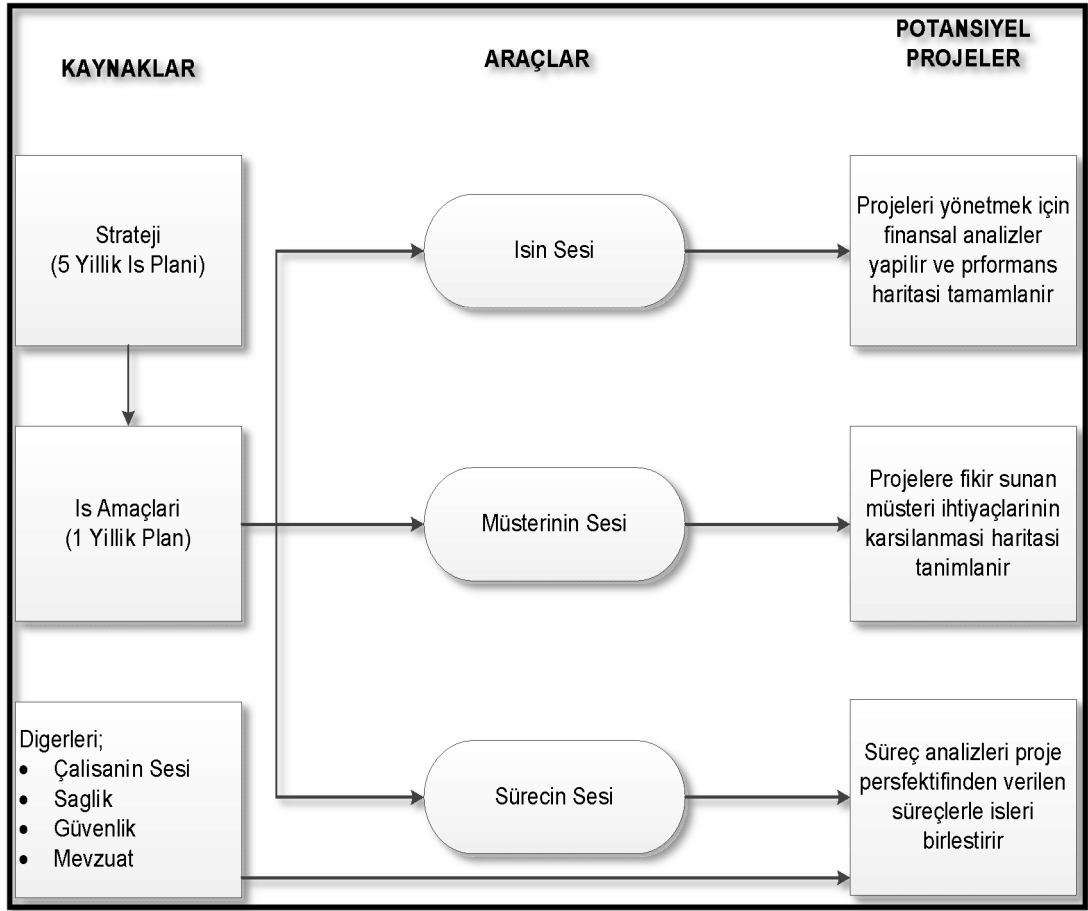 KAYNAKLAR
ARAÇLAR
POTANSIYEL
PROJELER
Strateji
(5 Yillik Is Plani)
Isin Sesi
Projeleri yönetmek için
finansal analizler
yapilir ve prformans
haritasi tamamlanir
Is Amaçlari
(1 Yillik Plan)
Müsterinin Sesi
Projelere fikir sunan
müsteri ihtiyaçlarinin
karsilanmasi haritasi
tanimlanir
Digerleri;
• Çalisanin Sesi
• Saglik
• Güvenlik
• Mevzuat
Sürecin Sesi
Süreç analizleri proje
persfektifinden verilen
süreçlerle isleri
birlestirir